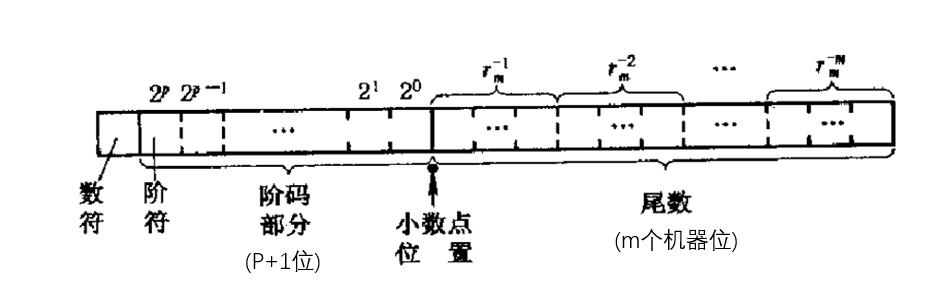 2^p 2^{p-1} ... 2^1 2^0 r_m^{-1} r_m^{-2} ... r_m^{-m}
... ... ... ... ...
数符 阶符 阶码部分 小数点位置 尾数
(P+1位) (m个机器位)